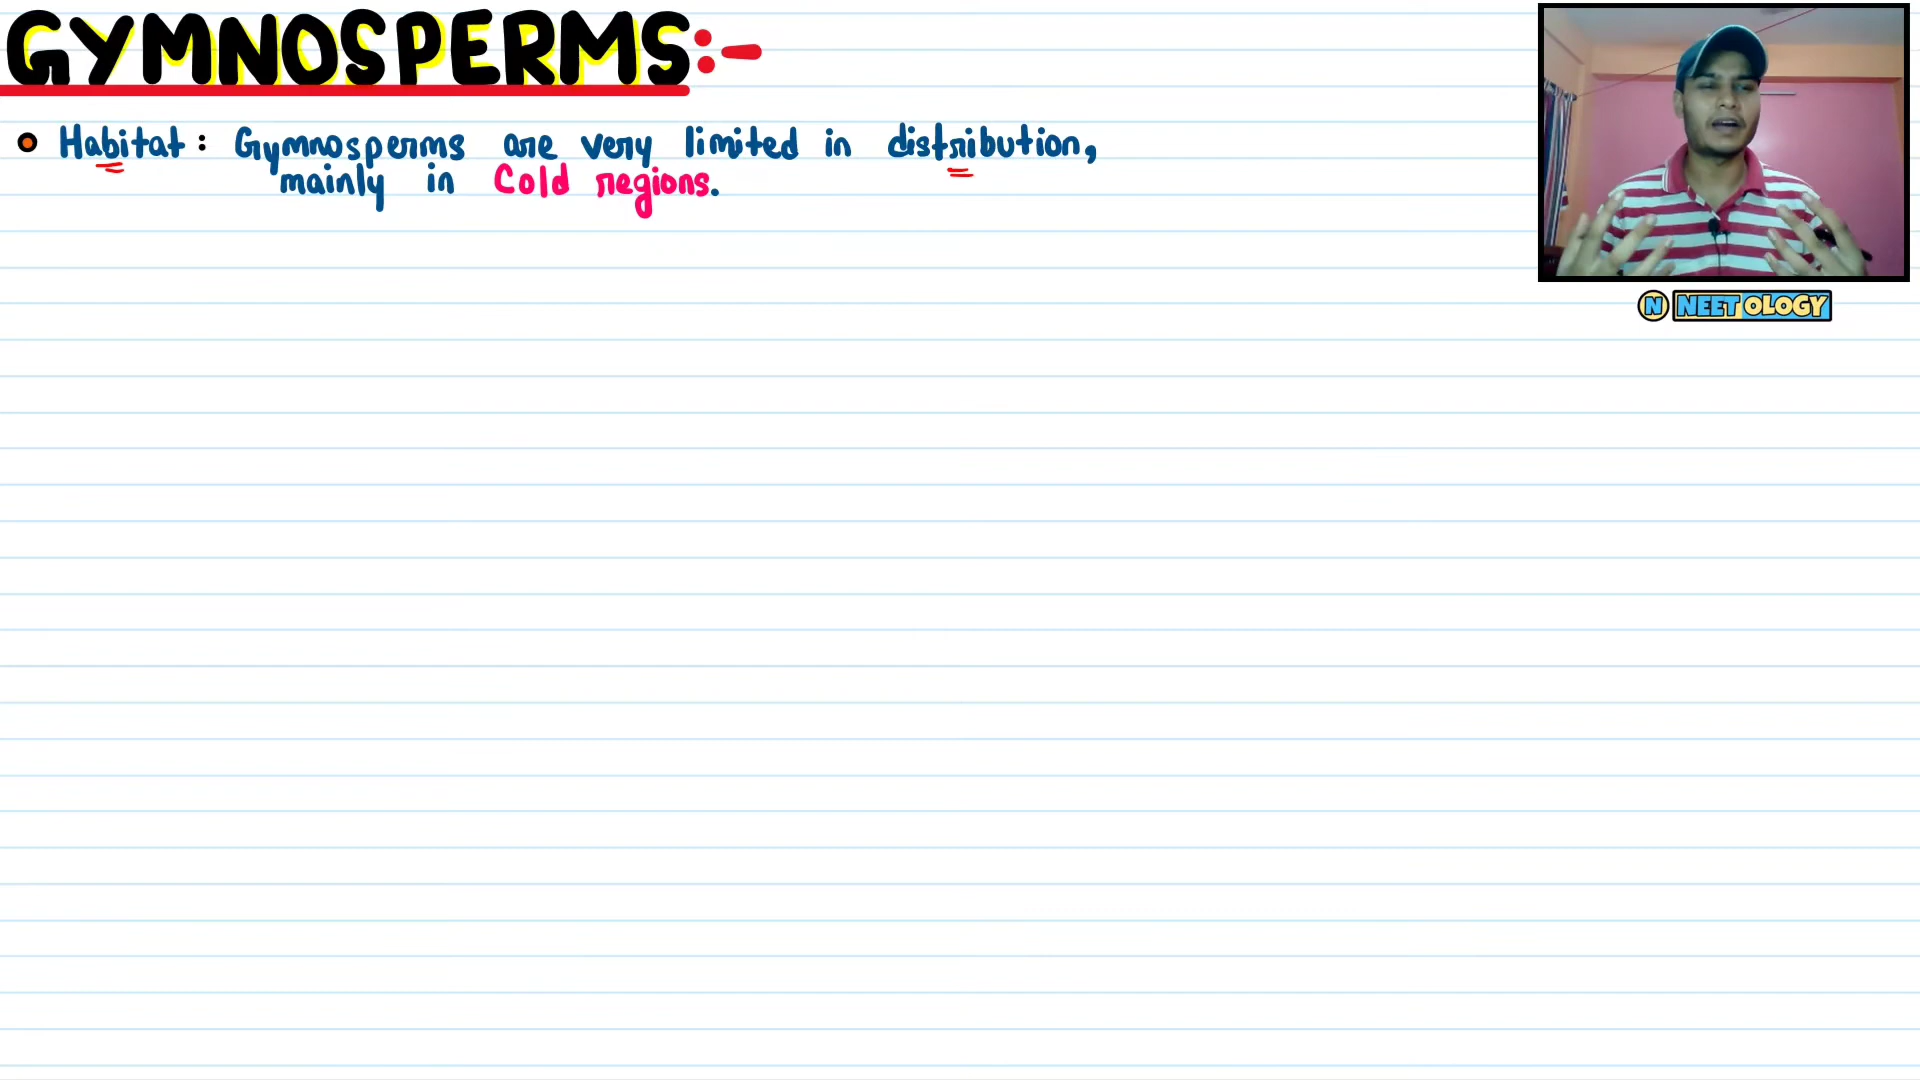 GYMNOSPERMS:-
Habitat : Gymnosperms are very limited in distribution,
mainly in Cold regions.
N NEETOLOGY